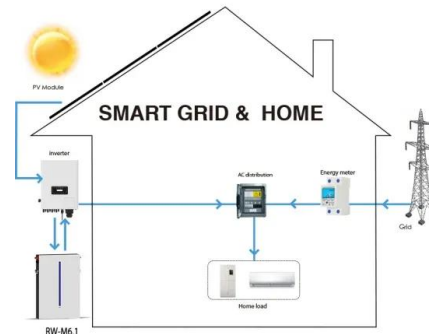 PV Module
SMART GRID & HOME
Inverter
AC distribution
Energy meter
Grid
Home load
RW-M6.1